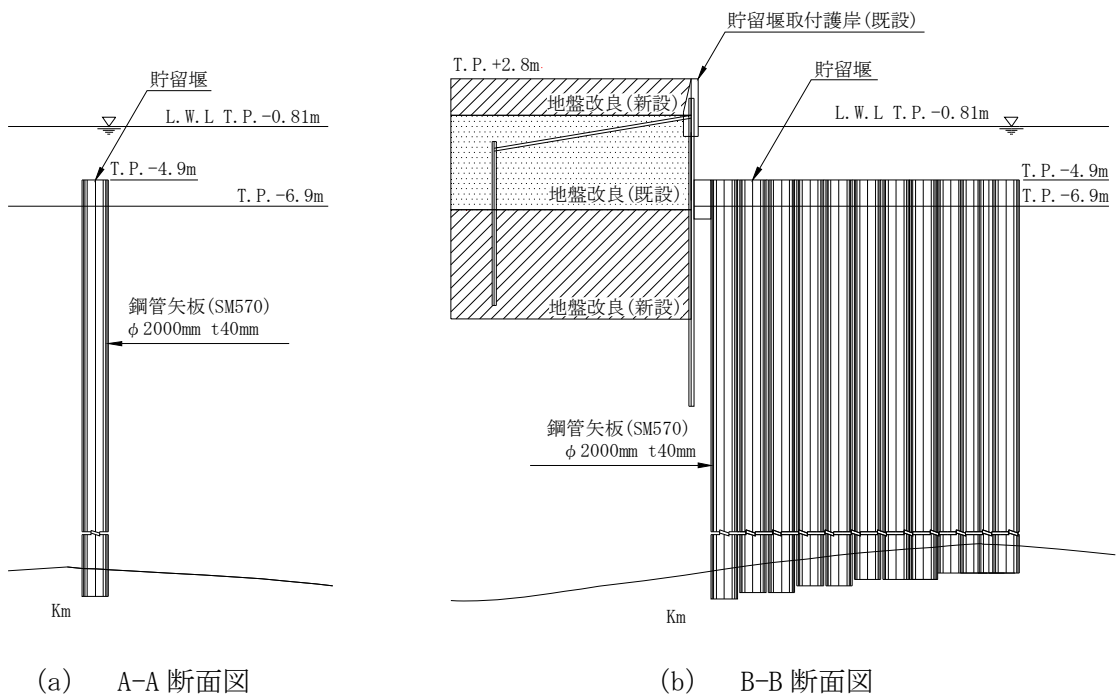 貯留堰
L.W.L T.P.-0.81m
T.P.-4.9m
T.P.-6.9m
鋼管矢板(SM570)
φ2000mm t40mm
Km
(a) A-A 断面図
貯留堰取付護岸(既設)
T.P.+2.8m
貯留堰
地盤改良(新設)
L.W.L T.P.-0.81m
T.P.-4.9m
地盤改良(既設)
T.P.-6.9m
地盤改良(新設)
鋼管矢板(SM570)
φ2000mm t40mm
Km
(b) B-B 断面図